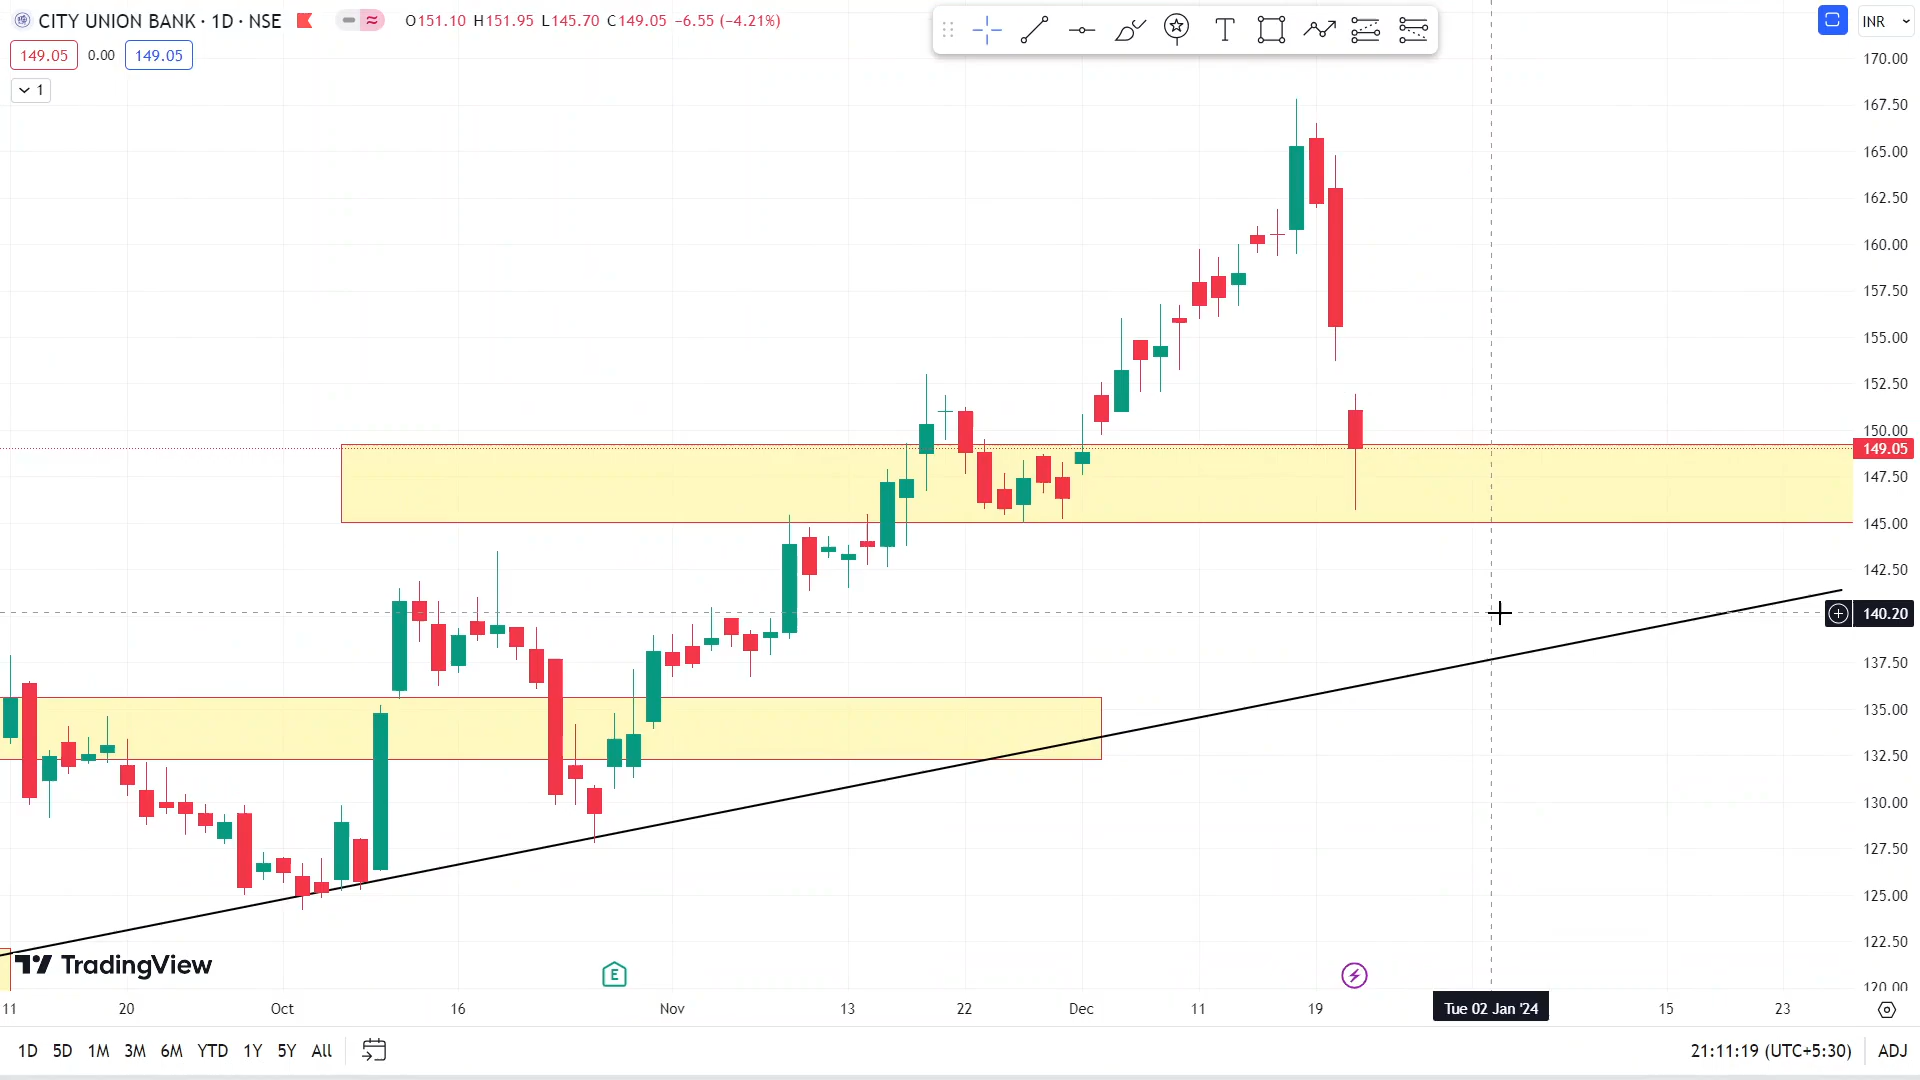 CITY UNION BANK · 1D · NSE O151.10 H151.95 L145.70 C149.05 −6.55 (−4.21%)
149.05 0.00 149.05
1
T
INR
170.00
167.50
165.00
162.50
160.00
157.50
155.00
152.50
150.00
149.05
147.50
145.00
142.50
140.20
137.50
135.00
132.50
130.00
127.50
125.00
122.50
120.00
TradingView
E
11 20 Oct 16 Nov 13 22 Dec 11 19 Tue 02 Jan '24 15 23
1D 5D 1M 3M 6M YTD 1Y 5Y All 21:11:19 (UTC+5:30) ADJ